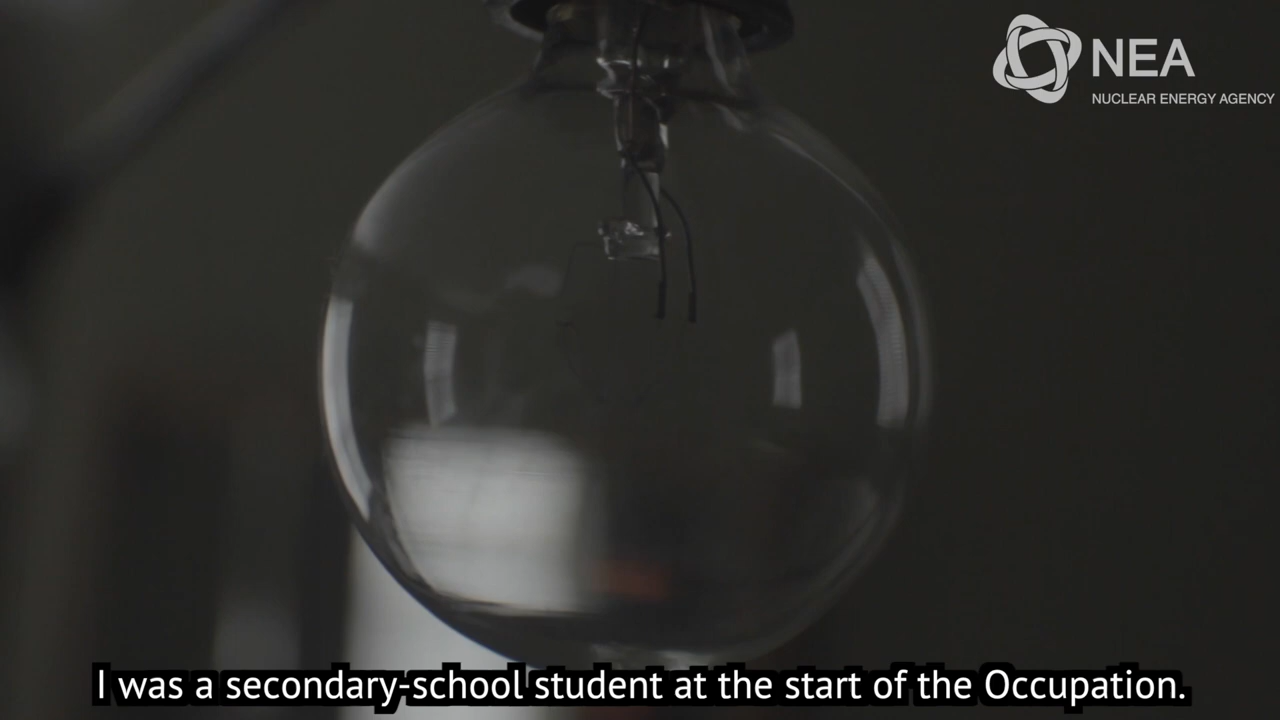 NEA
NUCLEAR ENERGY AGENCY
I was a secondary-school student at the start of the Occupation.